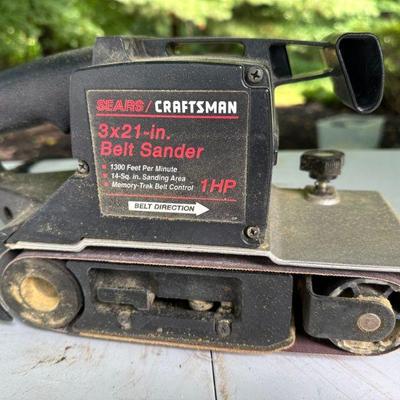 SEARS/CRAFTSMAN
3x21-in.
Belt Sander
• 1300 Feet Per Minute
• 14-Sq. in. Sanding Area
• Memory-Trak Belt Control 1HP
BELT DIRECTION